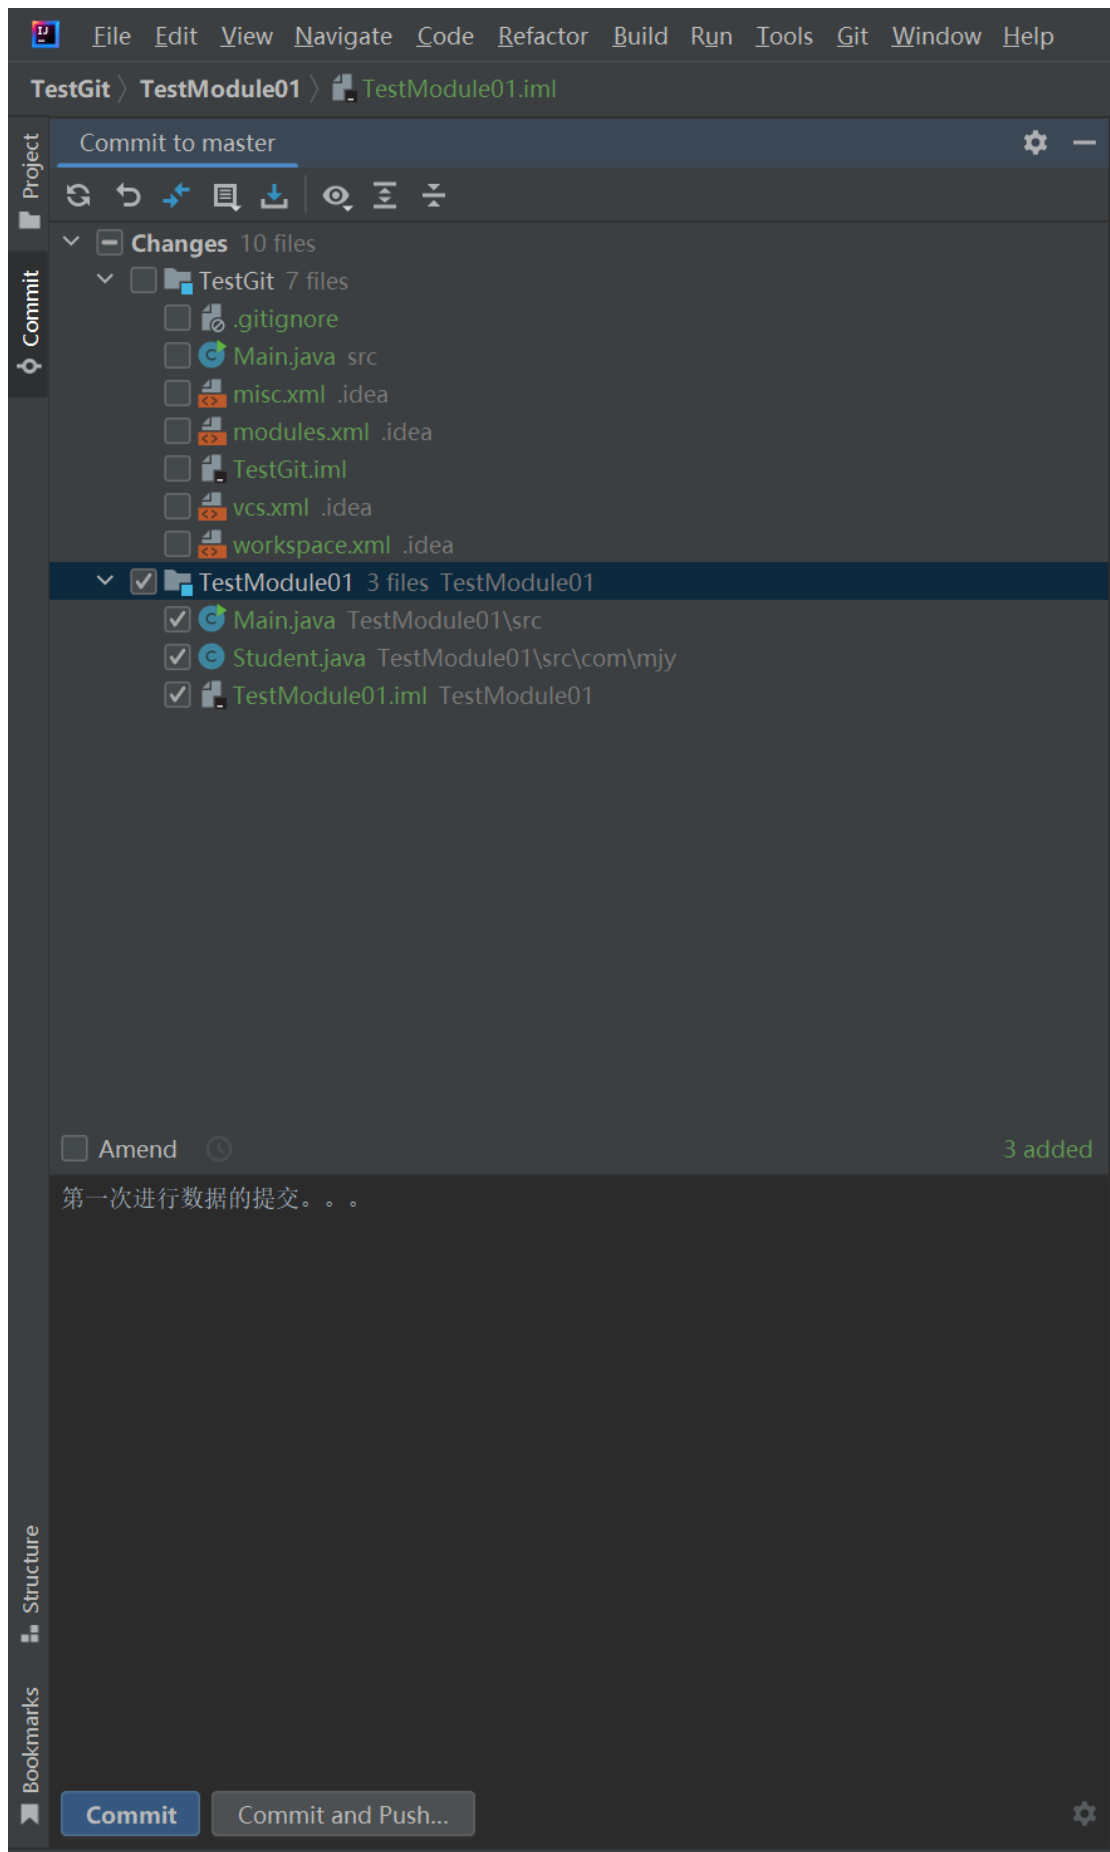 IJ
File Edit View Navigate Code Refactor Build Run Tools Git Window Help
TestGit TestModule01 TestModule01.iml
Project
Commit
Commit to master
Changes 10 files
TestGit 7 files
.gitignore
Main.java src
misc.xml .idea
modules.xml .idea
TestGit.iml
vcs.xml .idea
workspace.xml .idea
TestModule01 3 files TestModule01
Main.java TestModule01\src
Student.java TestModule01\src\com\mjy
TestModule01.iml TestModule01
Amend 3 added
第一次进行数据的提交。。。
Structure
Bookmarks
Commit Commit and Push...